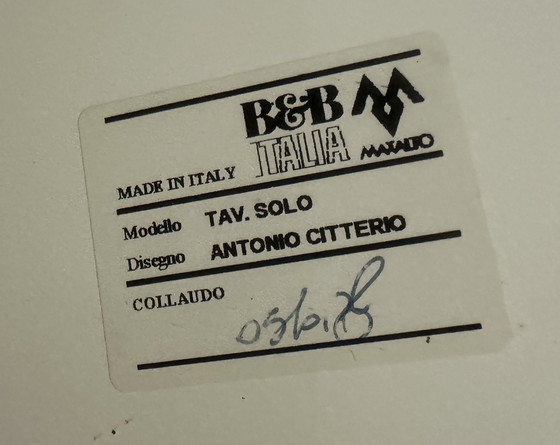 B&B
ITALIA
MAXALTO
MADE IN ITALY
Modello TAV. SOLO
Disegno ANTONIO CITTERIO
COLLAUDO